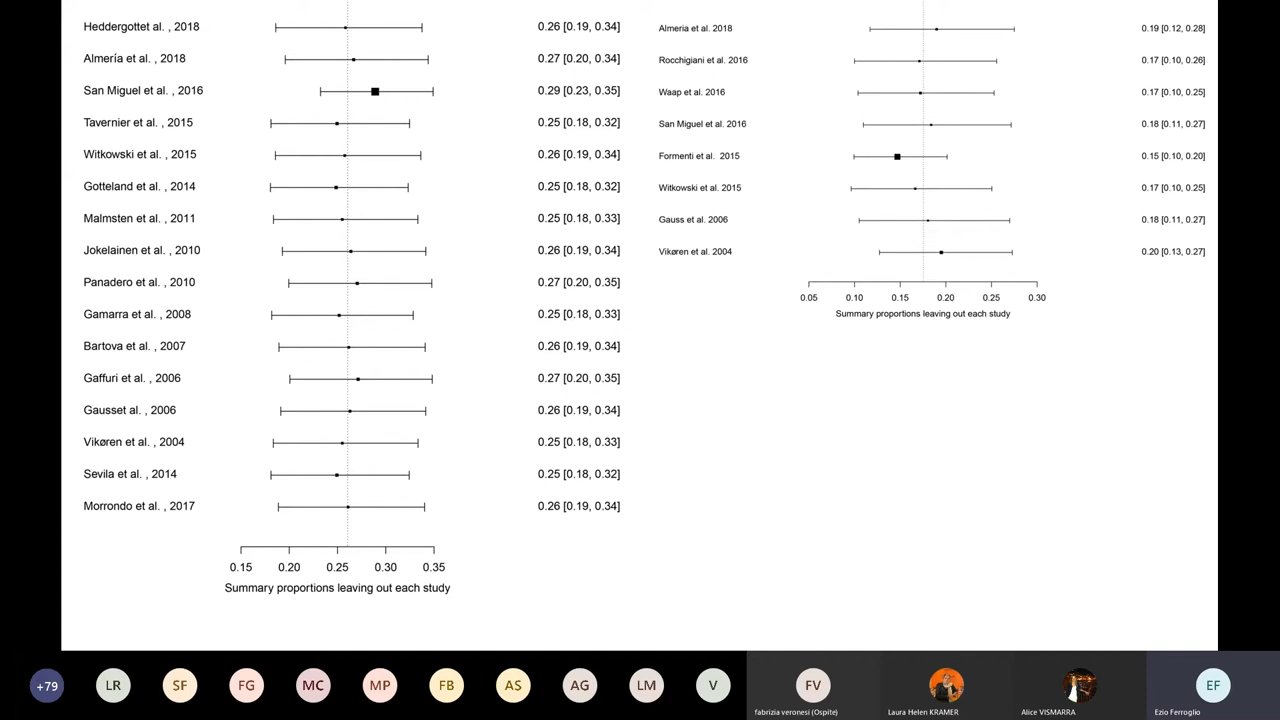 Heddergottet al. , 2018 0.26 [0.19, 0.34]
Almería et al. , 2018 0.27 [0.20, 0.34]
San Miguel et al. , 2016 0.29 [0.23, 0.35]
Tavernier et al. , 2015 0.25 [0.18, 0.32]
Witkowski et al. , 2015 0.26 [0.19, 0.34]
Gotteland et al. , 2014 0.25 [0.18, 0.32]
Malmsten et al. , 2011 0.25 [0.18, 0.33]
Jokelainen et al. , 2010 0.26 [0.19, 0.34]
Panadero et al. , 2010 0.27 [0.20, 0.35]
Gamarra et al. , 2008 0.25 [0.18, 0.33]
Bartova et al. , 2007 0.26 [0.19, 0.34]
Gaffuri et al. , 2006 0.27 [0.20, 0.35]
Gausset al. , 2006 0.26 [0.19, 0.34]
Vikøren et al. , 2004 0.25 [0.18, 0.33]
Sevila et al. , 2014 0.25 [0.18, 0.32]
Morrondo et al. , 2017 0.26 [0.19, 0.34]
0.15 0.20 0.25 0.30 0.35
Summary proportions leaving out each study
Almeria et al. 2018 0.19 [0.12, 0.28]
Rocchigiani et al. 2016 0.17 [0.10, 0.26]
Waap et al. 2016 0.17 [0.10, 0.25]
San Miguel et al. 2016 0.18 [0.11, 0.27]
Formenti et al. 2015 0.15 [0.10, 0.20]
Witkowski et al. 2015 0.17 [0.10, 0.25]
Gauss et al. 2006 0.18 [0.11, 0.27]
Vikøren et al. 2004 0.20 [0.13, 0.27]
0.05 0.10 0.15 0.20 0.25 0.30
Summary proportions leaving out each study
+79 LR SF FG MC MP FB AS AG LM V FV EF
fabrizia veronesi (Ospite) Laura Helen KRAMER Alice VISMARRA Ezio Ferroglio